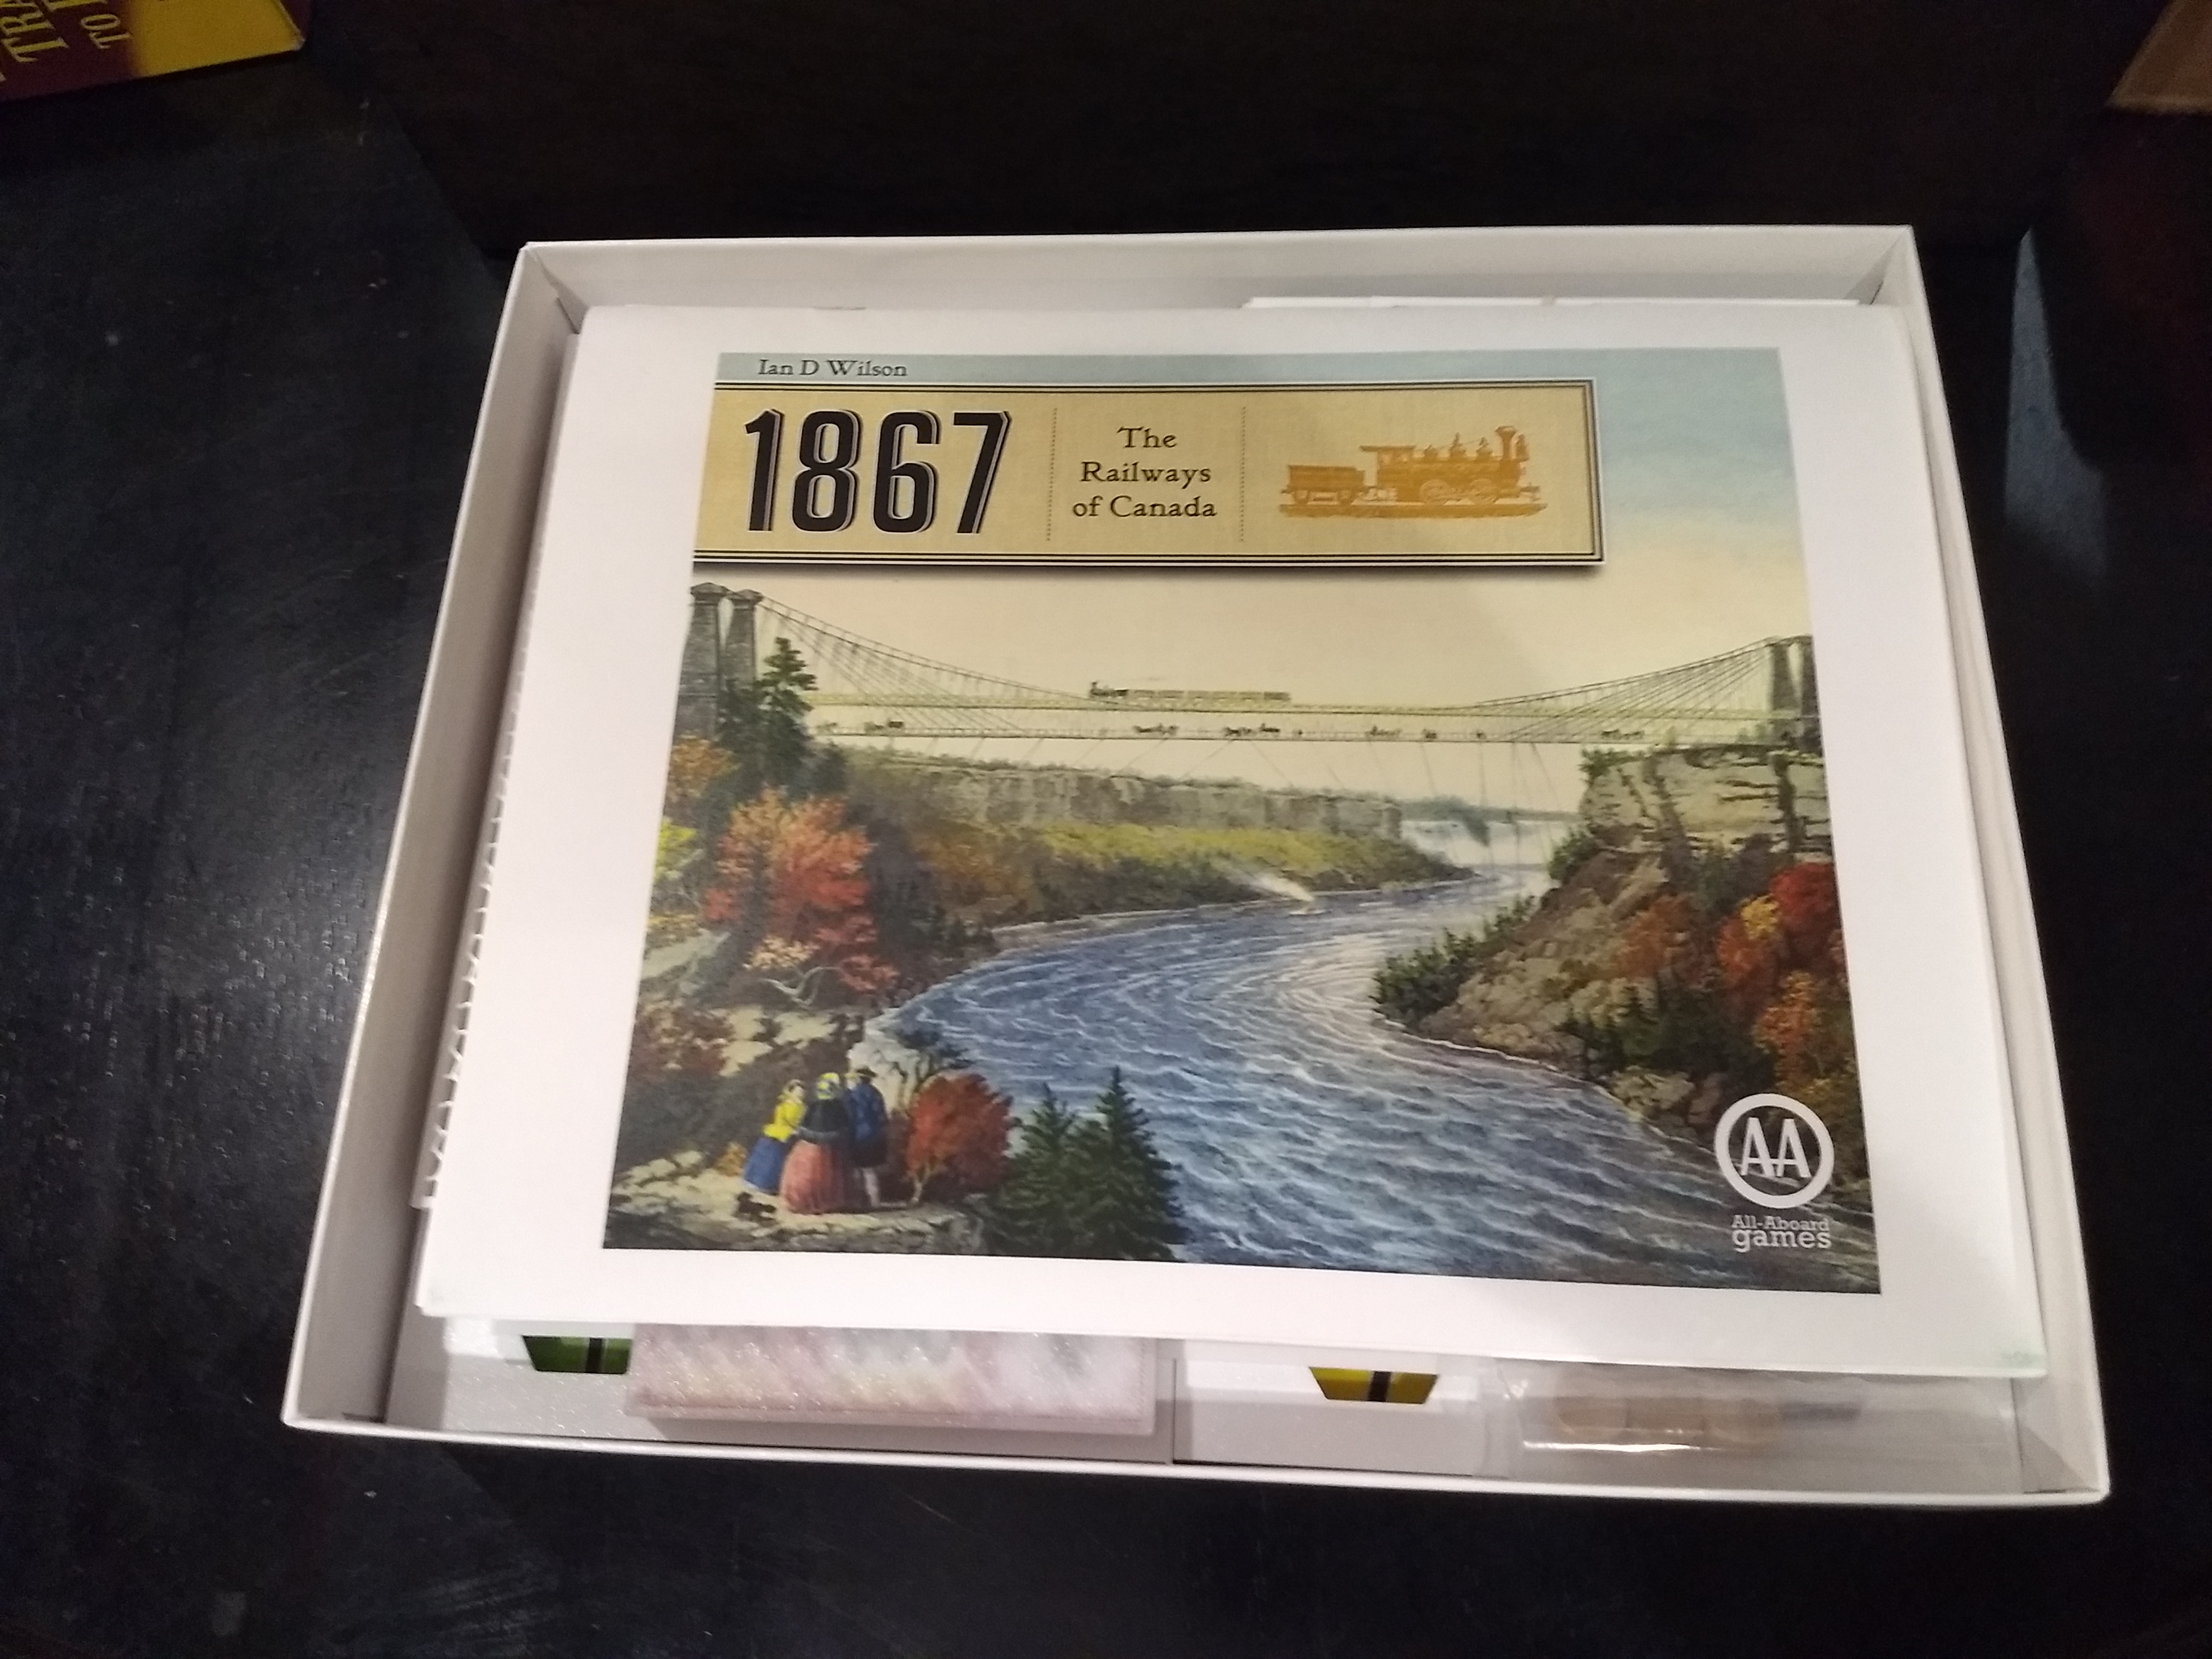 Ian D Wilson
1867
The
Railways
of Canada
AA
All-Aboard
games